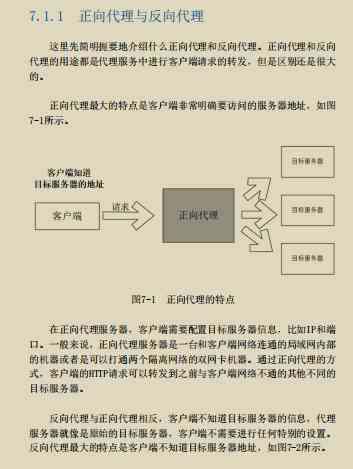 7.1.1 正向代理与反向代理
这里先简明扼要地介绍什么正向代理和反向代理。正向代理和反向
代理的用途都是代理服务中进行客户端请求的转发，但是区别还是很大
的。
正向代理最大的特点是客户端非常明确要访问的服务器地址，如图
7-1所示。
客户端知道
目标服务器的地址
客户端
请求
正向代理
目标服务器
目标服务器
目标服务器
图7-1 正向代理的特点
在正向代理服务器，客户端需要配置目标服务器信息，比如IP和端
口。一般来说，正向代理服务器是一台和客户端网络连通的局域网内部
的机器或者是可以打通两个隔离网络的双网卡机器。通过正向代理的方
式，客户端的HTTP请求可以转发到之前与客户端网络不通的其他不同的
目标服务器。
反向代理与正向代理相反，客户端不知道目标服务器的信息，代理
服务器就像是原始的目标服务器，客户端不需要进行任何特别的设置。
反向代理最大的特点是客户端不知道目标服务器地址，如图7-2所示。